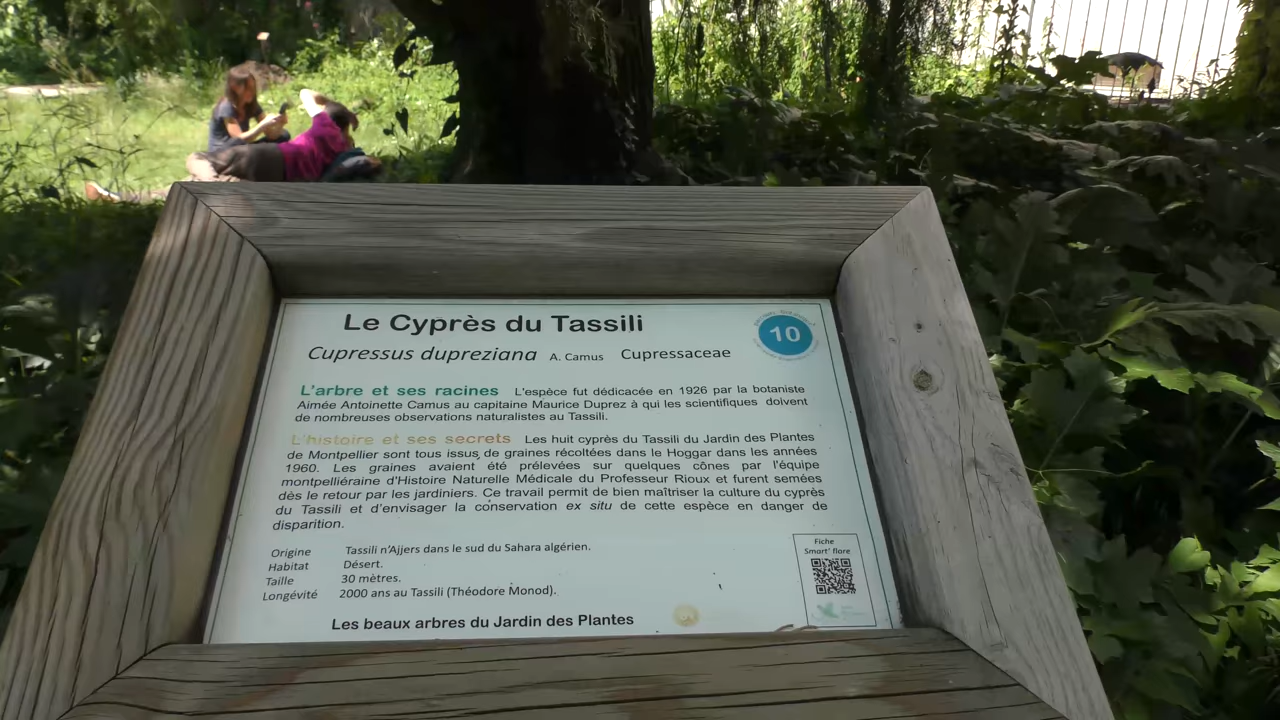 Le Cyprès du Tassili
10
Cupressus dupreziana A. Camus Cupressaceae
L'arbre et ses racines L'espèce fut dédicacée en 1926 par la botaniste
Aimée Antoinette Camus au capitaine Maurice Duprez à qui les scientifiques doivent
de nombreuses observations naturalistes au Tassili.
L'histoire et ses secrets Les huit cyprès du Tassili du Jardin des Plantes
de Montpellier sont tous issus de graines récoltées dans le Hoggar dans les années
1960. Les graines avaient été prélevées sur quelques cônes par l'équipe
montpelliéraine d'Histoire Naturelle Médicale du Professeur Rioux et furent semées
dès le retour par les jardiniers. Ce travail permit de bien maîtriser la culture du cyprès
du Tassili et d'envisager la conservation ex situ de cette espèce en danger de
disparition.
Origine Tassili n'Ajjers dans le sud du Sahara algérien.
Habitat Désert.
Taille 30 mètres.
Longévité 2000 ans au Tassili (Théodore Monod).
Fiche
Smart' flore
Les beaux arbres du Jardin des Plantes